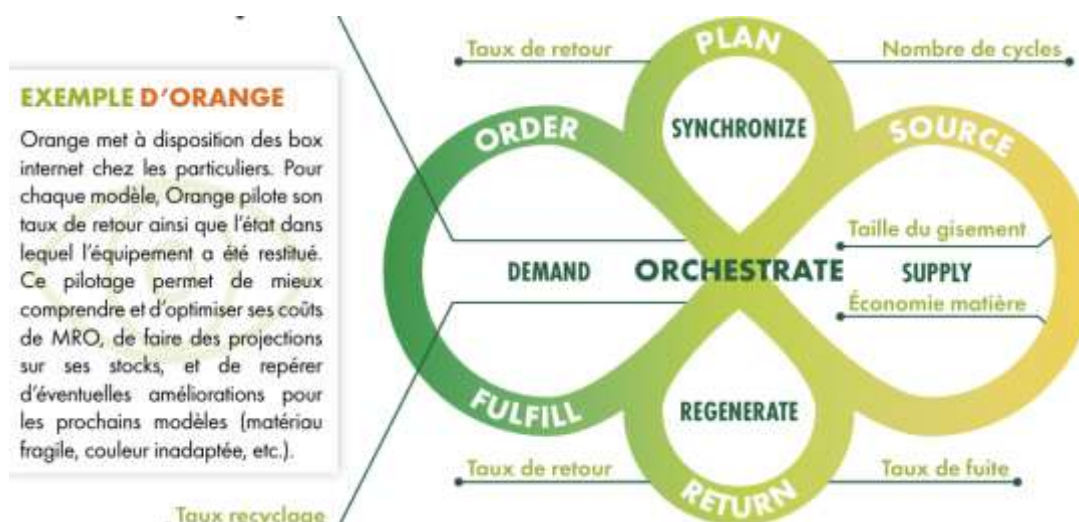 EXEMPLE D'ORANGE
Orange met à disposition des box
internet chez les particuliers. Pour
chaque modèle, Orange pilote son
taux de retour ainsi que l'état dans
lequel l'équipement a été restitué.
Ce pilotage permet de mieux
comprendre et d'optimiser ses coûts
de MRO, de faire des projections
sur ses stocks, et de repérer
d'éventuelles améliorations pour
les prochains modèles (matériau
fragile, couleur inadaptée, etc.).
Taux recyclage
Taux de retour
PLAN
Nombre de cycles
ORDER
SYNCHRONIZE
SOURCE
Taille du gisement
DEMAND
ORCHESTRATE
SUPPLY
Économie matière
FULFILL
REGENERATE
Taux de retour
RETURN
Taux de fuite